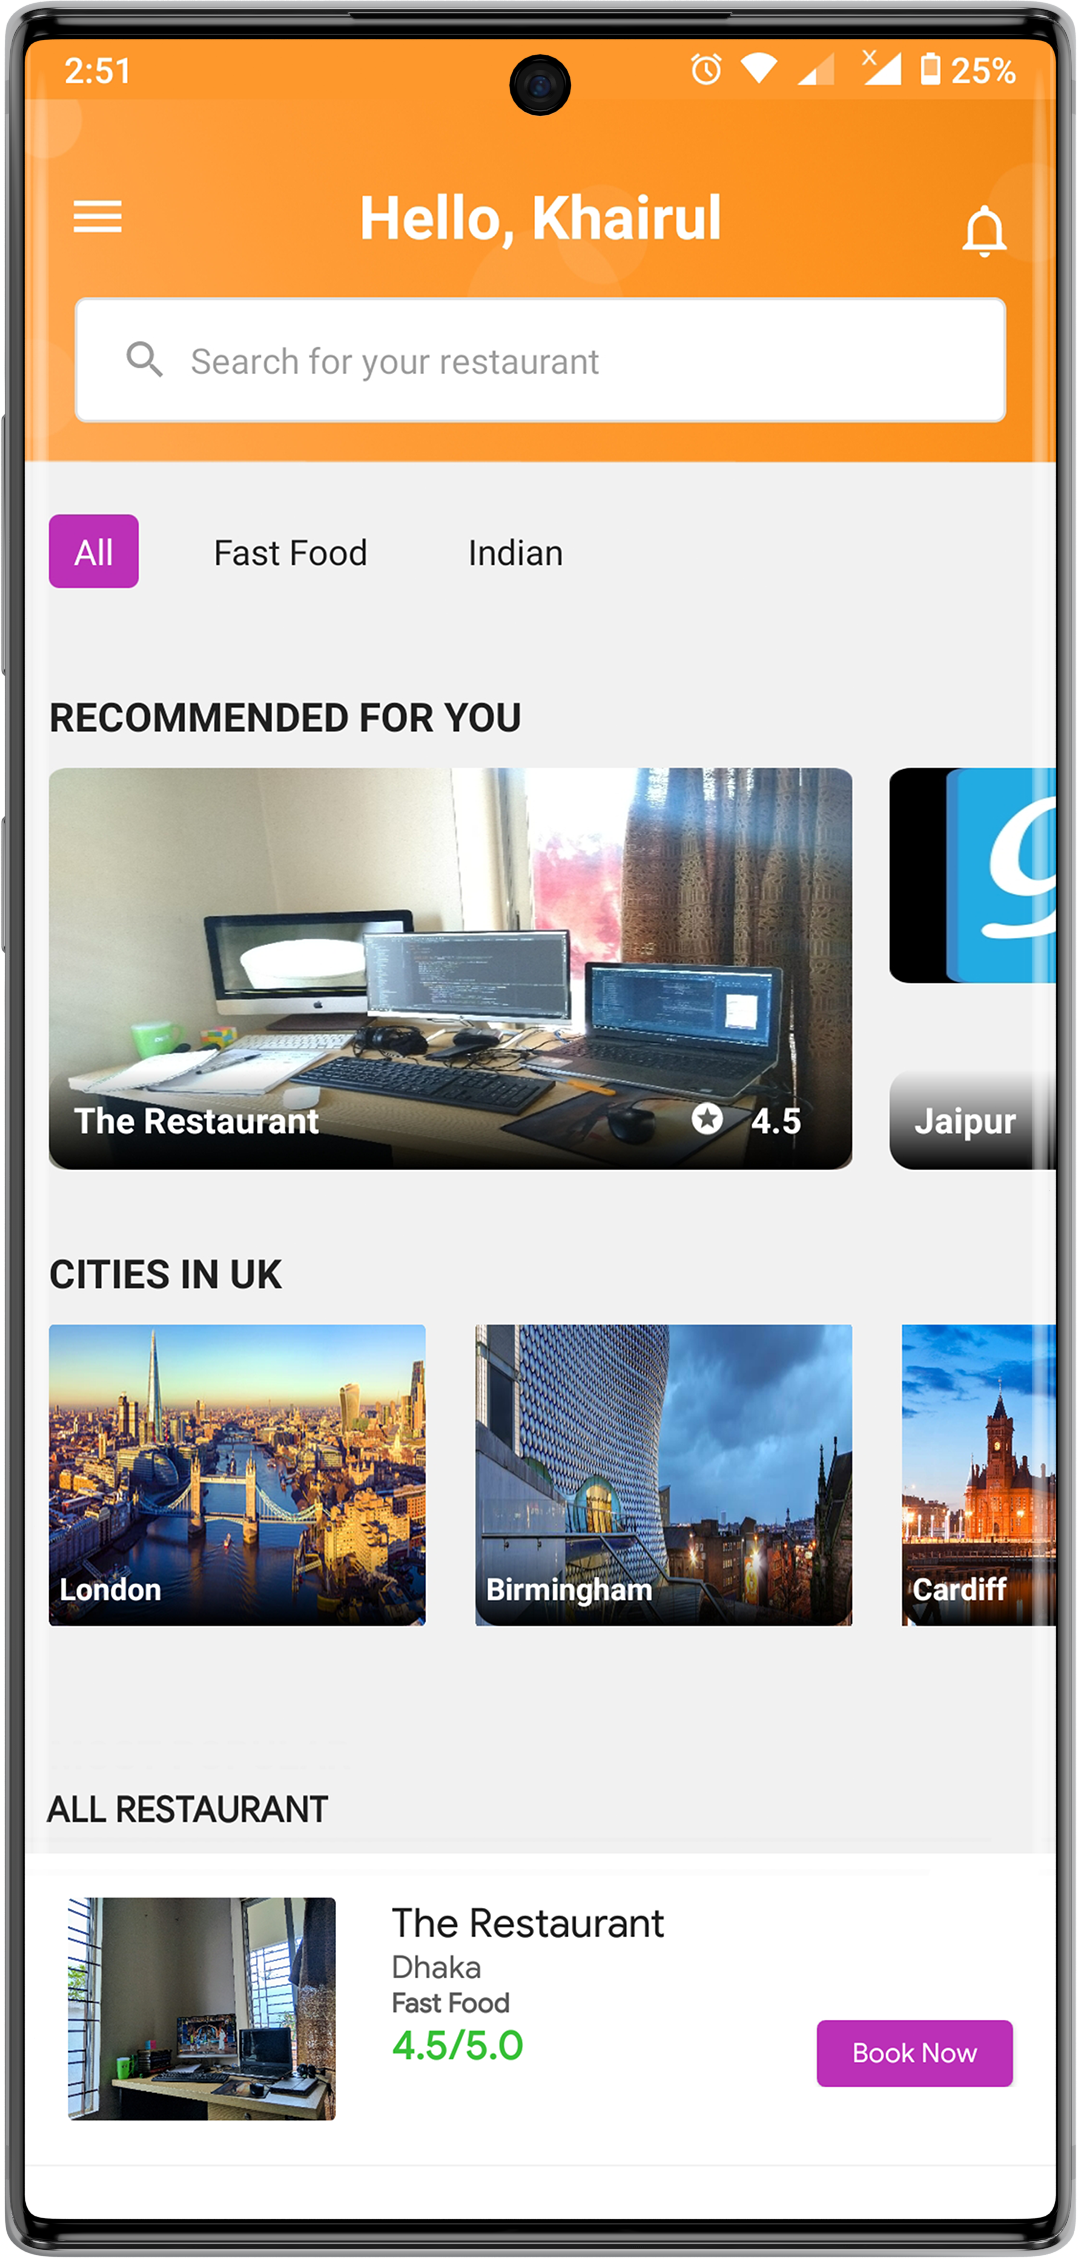 2:51
25%
Hello, Khairul
Search for your restaurant
All
Fast Food
Indian
RECOMMENDED FOR YOU
The Restaurant
4.5
Jaipur
CITIES IN UK
London
Birmingham
Cardiff
ALL RESTAURANT
The Restaurant
Dhaka
Fast Food
4.5/5.0
Book Now